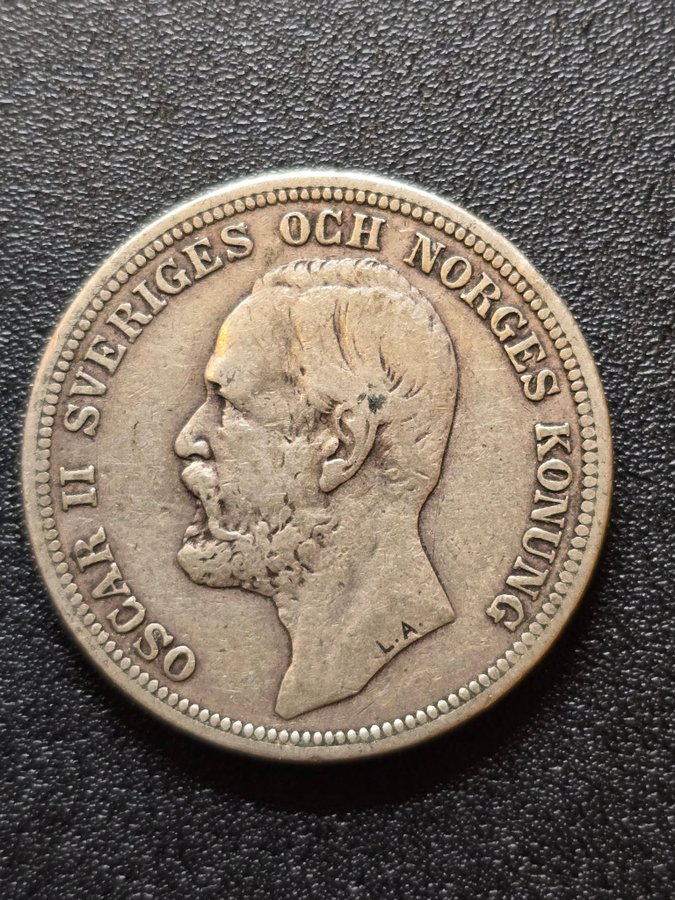 OSCAR II SVERIGES OCH NORGES KONUNG
L.A.